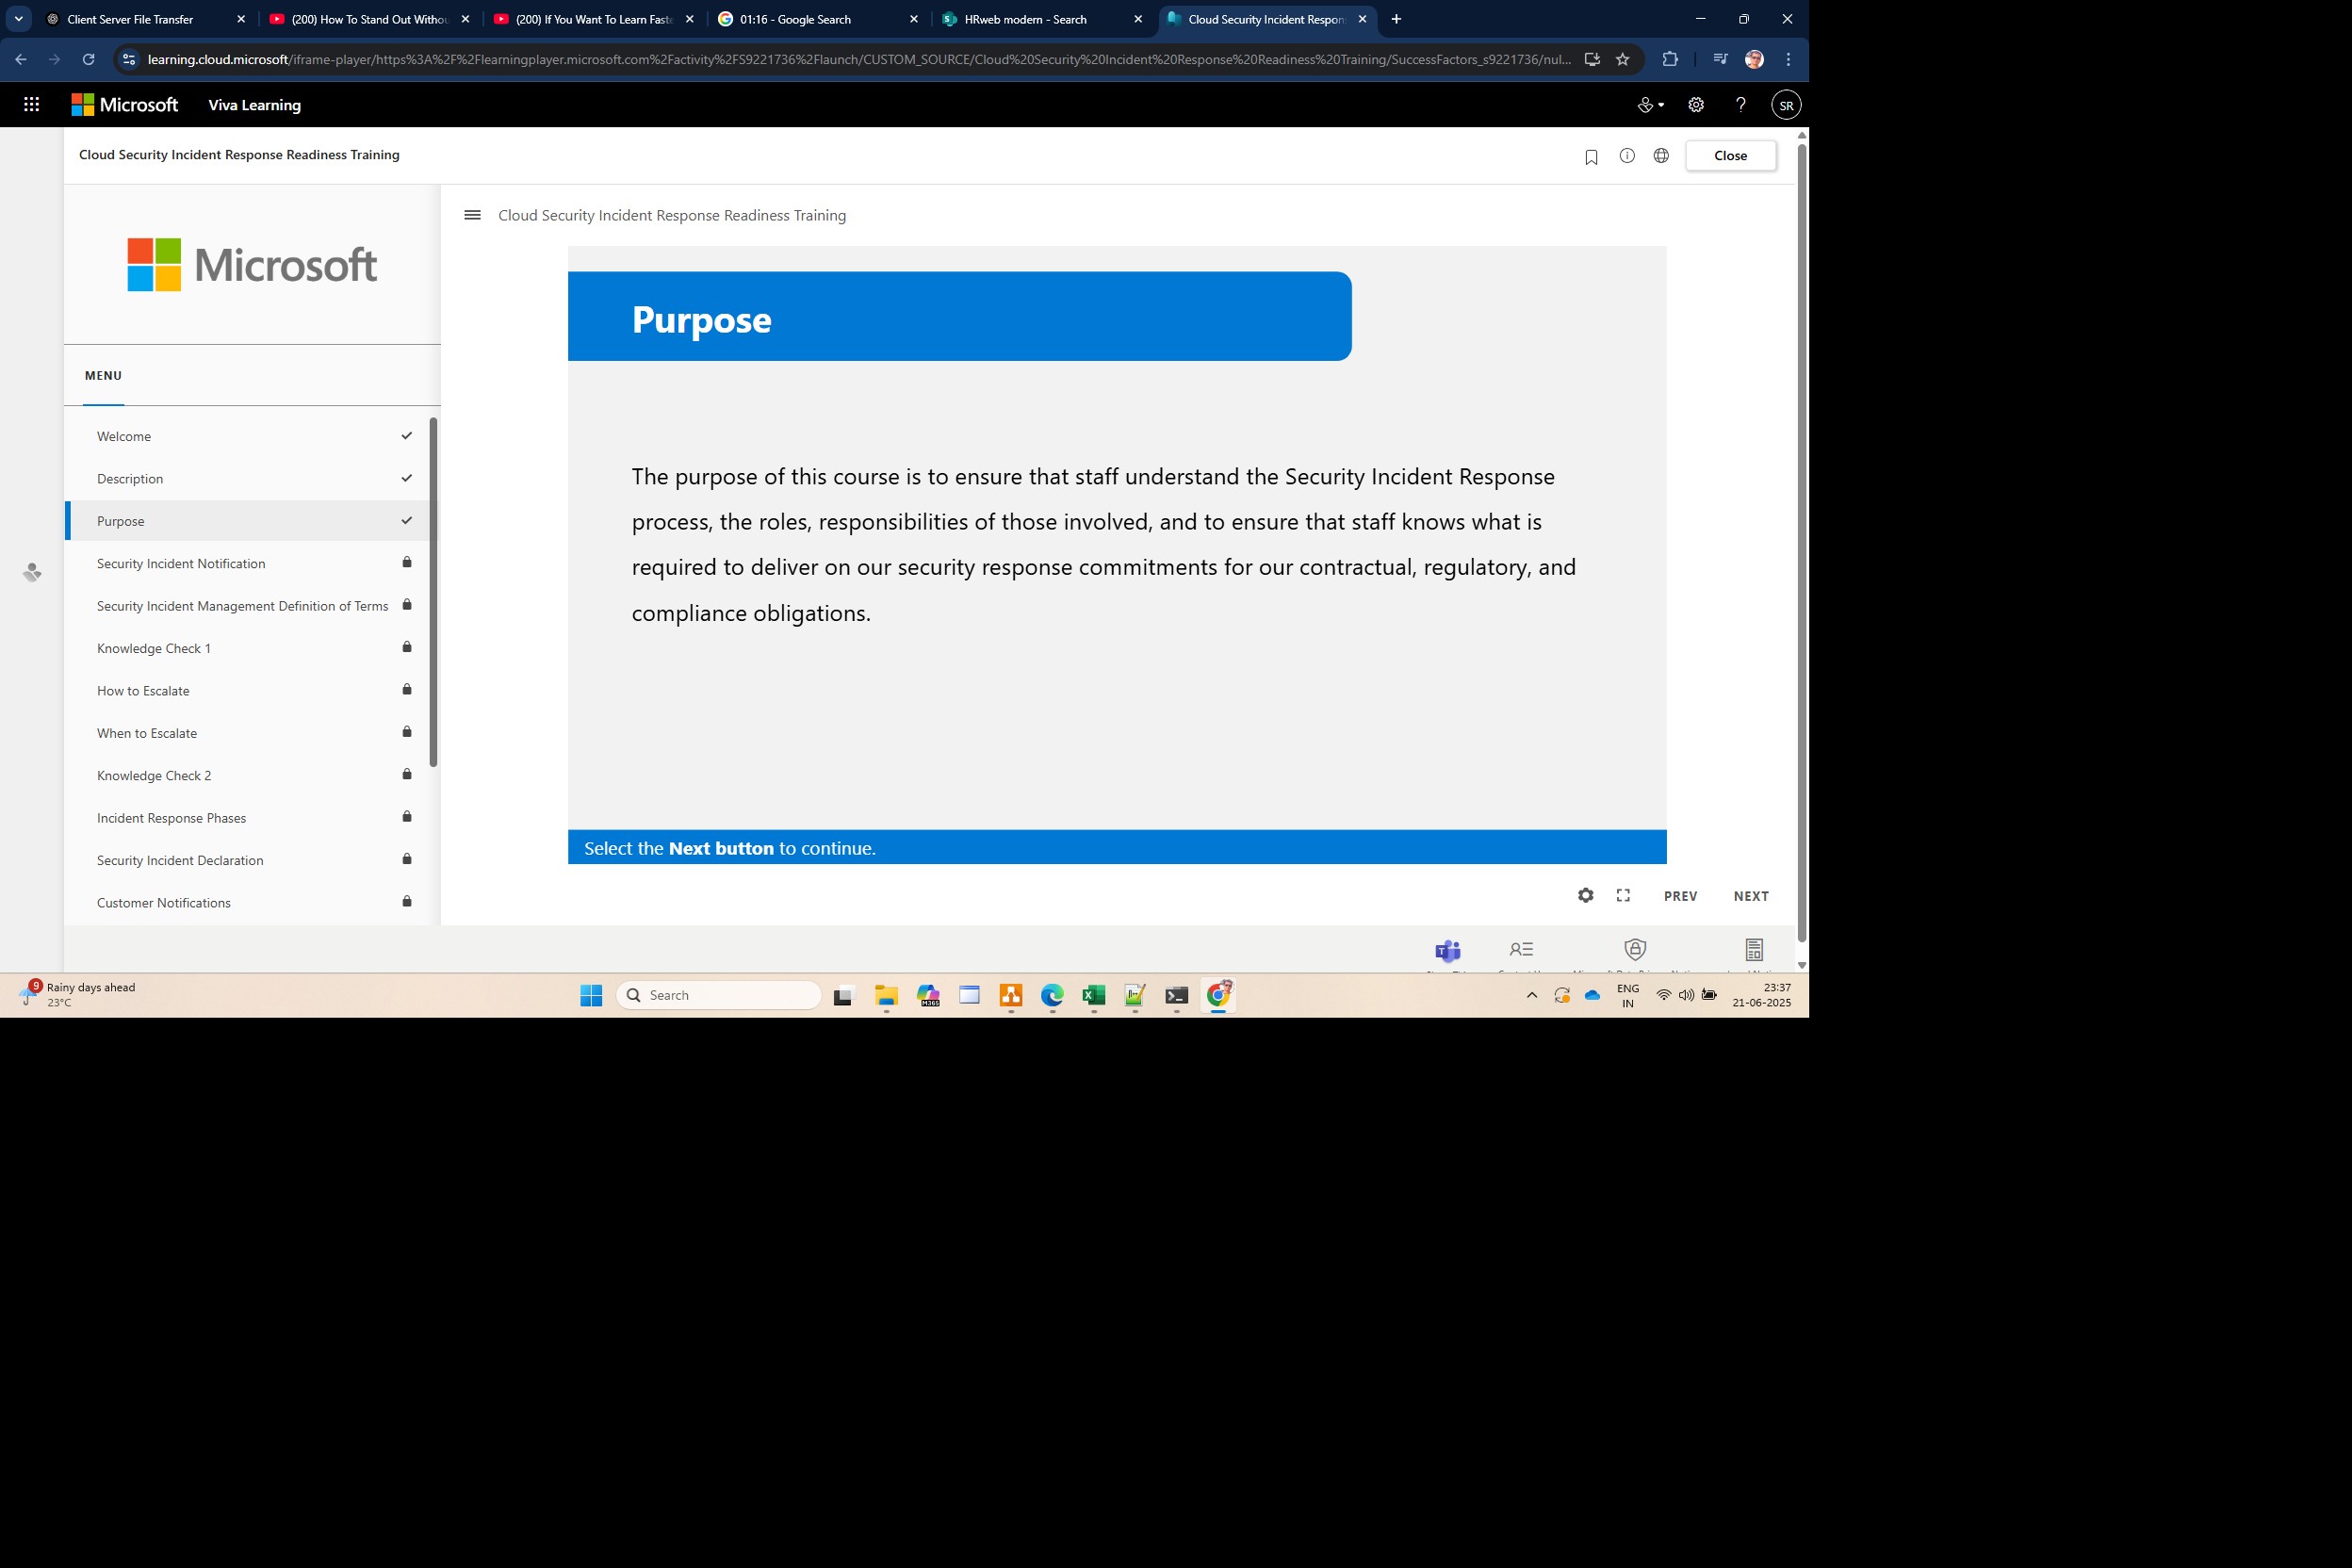 Client Server File Transfer
(200) How To Stand Out Withou
(200) If You Want To Learn Faste
01:16 - Google Search
HRweb modern - Search
Cloud Security Incident Respon
learning.cloud.microsoft/iframe-player/https%3A%2F%2Flearningplayer.microsoft.com%2Factivity%2FS9221736%2Flaunch/CUSTOM_SOURCE/Cloud%20Security%20Incident%20Response%20Readiness%20Training/SuccessFactors_s9221736/nul...
Microsoft
Viva Learning
?
SR
Cloud Security Incident Response Readiness Training
Close
Microsoft
MENU
Welcome
Description
Purpose
Security Incident Notification
Security Incident Management Definition of Terms
Knowledge Check 1
How to Escalate
When to Escalate
Knowledge Check 2
Incident Response Phases
Security Incident Declaration
Customer Notifications
Cloud Security Incident Response Readiness Training
Purpose
The purpose of this course is to ensure that staff understand the Security Incident Response
process, the roles, responsibilities of those involved, and to ensure that staff knows what is
required to deliver on our security response commitments for our contractual, regulatory, and
compliance obligations.
Select the Next button to continue.
PREV
NEXT
9
Rainy days ahead
23°C
Search
M365
ENG
IN
23:37
21-06-2025